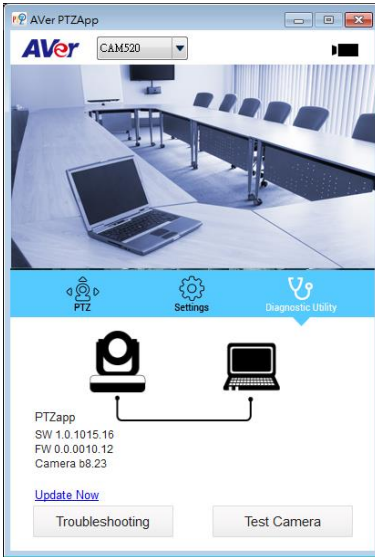 AVer PTZApp
AVer CAM520
PTZ Settings Diagnostic Utility
PTZapp
SW 1.0.1015.16
FW 0.0.0010.12
Camera b8.23
Update Now
Troubleshooting Test Camera